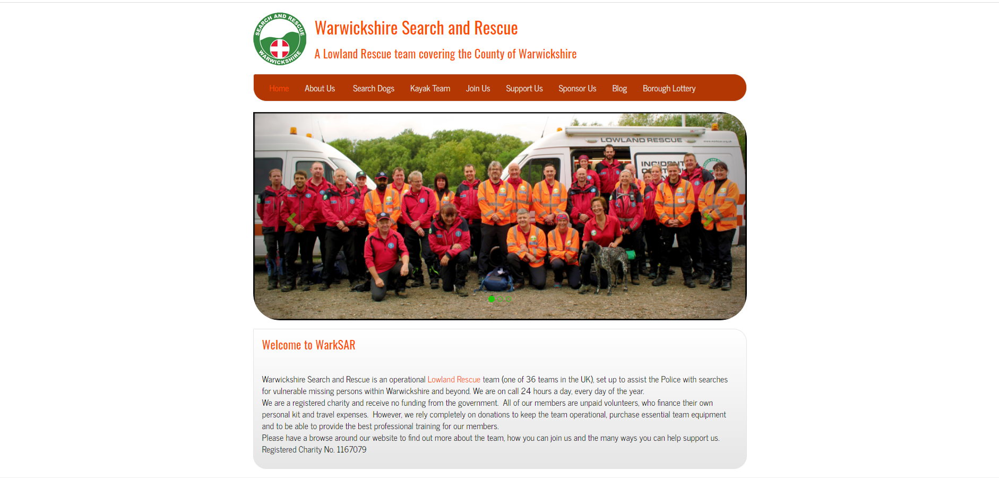 SEARCH AND RESCUE
WARWICKSHIRE
Warwickshire Search and Rescue
A Lowland Rescue team covering the County of Warwickshire
Home About Us Search Dogs Kayak Team Join Us Support Us Sponsor Us Blog Borough Lottery
LOWLAND RESCUE
INCIDENT
Welcome to WarkSAR
Warwickshire Search and Rescue is an operational Lowland Rescue team (one of 36 teams in the UK), set up to assist the Police with searches
for vulnerable missing persons within Warwickshire and beyond. We are on call 24 hours a day, every day of the year.
We are a registered charity and receive no funding from the government. All of our members are unpaid volunteers, who finance their own
personal kit and travel expenses. However, we rely completely on donations to keep the team operational, purchase essential team equipment
and to be able to provide the best professional training for our members.
Please have a browse around our website to find out more about the team, how you can join us and the many ways you can help support us.
Registered Charity No. 1167079